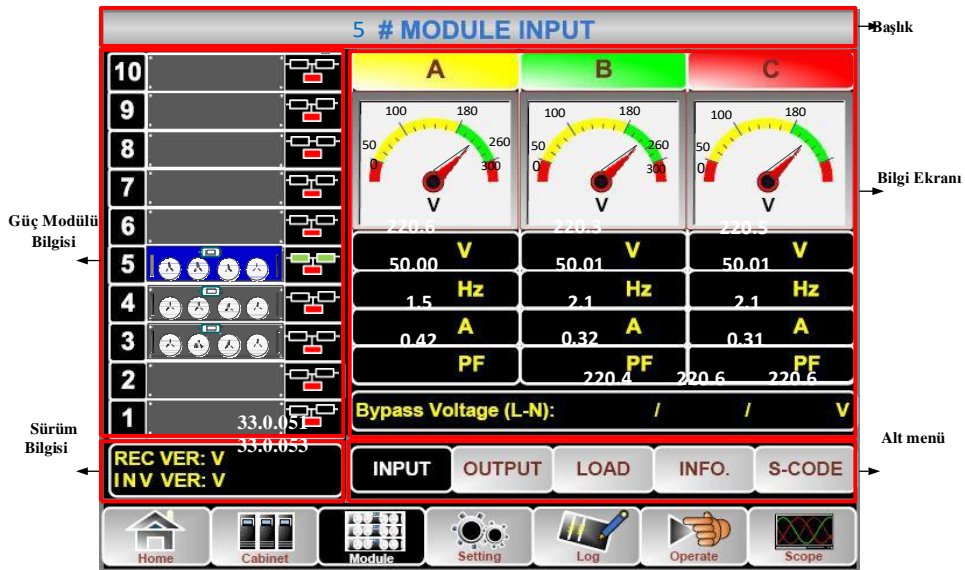 5 # MODULE INPUT
Başlık
10
9
8
7
6
5
4
3
2
1
Güç Modülü
Bilgisi
A B C
0 50 100 180 260 300
V
0 50 100 180 260 300
V
0 50 100 180
V
Bilgi Ekranı
220.6 V 220.3 V 220.5 V
50.00 Hz 50.01 Hz 50.01 Hz
1.5 A 2.1 A 2.1 A
0.42 PF 0.32 PF 0.31 PF
Bypass Voltage (L-N): 220.4 / 220.6 / 220.6 V
Sürüm
Bilgisi
REC VER: V 33.0.051
INV VER: V 33.0.053
INPUT OUTPUT LOAD INFO. S-CODE
Alt menü
Home Cabinet Module Setting Log Operate Scope